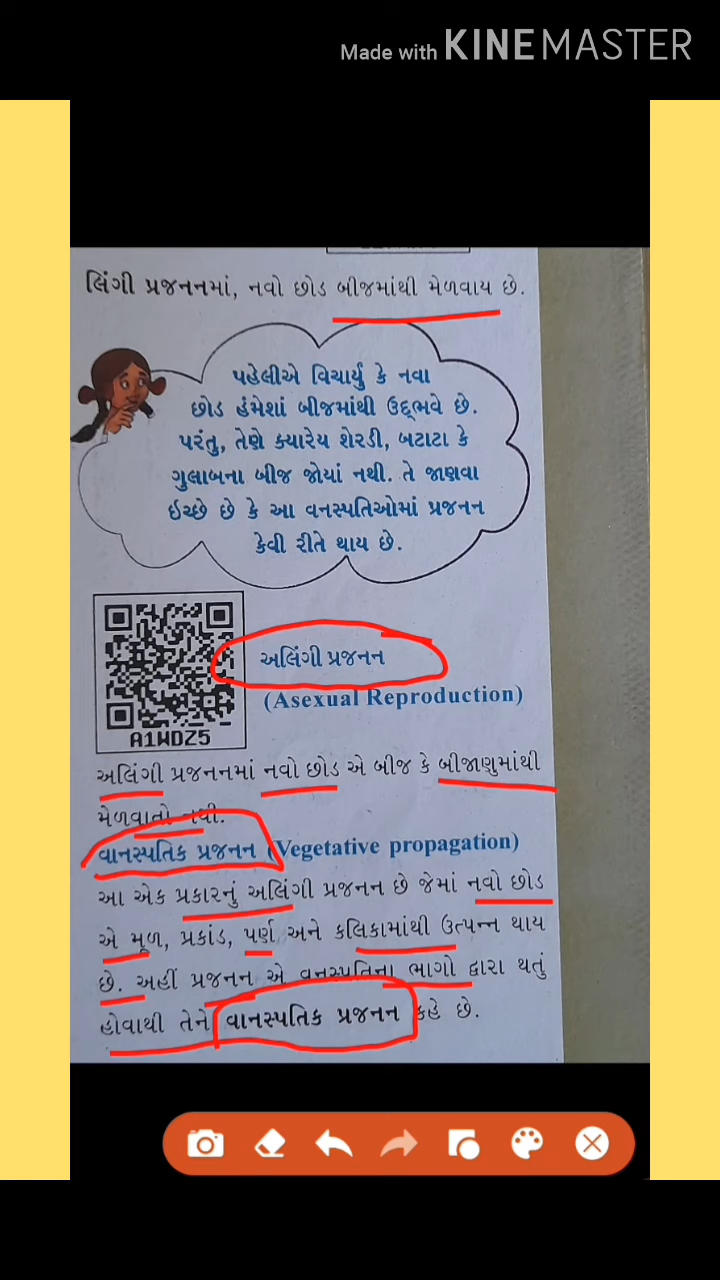 Made with KINEMASTER
લિંગી પ્રજનનમાં, નવો છોડ બીજમાંથી મેળવાય છે.
પહેલીએ વિચાર્યું કે નવા
છોડ હંમેશાં બીજમાંથી ઉદ્ભવે છે.
પરંતુ, તેણે ક્યારેય શેરડી, બટાટા કે
ગુલાબના બીજ જોયાં નથી. તે જાણવા
ઇચ્છે છે કે આ વનસ્પતિઓમાં પ્રજનન
કેવી રીતે થાય છે.
અલિંગી પ્રજનન
(Asexual Reproduction)
A1WDZ5
અલિંગી પ્રજનનમાં નવો છોડ એ બીજ કે બીજાણુમાંથી
મેળવાતો નથી.
વાનસ્પતિક પ્રજનન (Vegetative propagation)
આ એક પ્રકારનું અલિંગી પ્રજનન છે જેમાં નવો છોડ
એ મૂળ, પ્રકાંડ, પર્ણ અને કલિકામાંથી ઉત્પન્ન થાય
છે. અહીં પ્રજનન એ વનસ્પતિના ભાગો દ્વારા થતું
હોવાથી તેને વાનસ્પતિક પ્રજનન કહે છે.